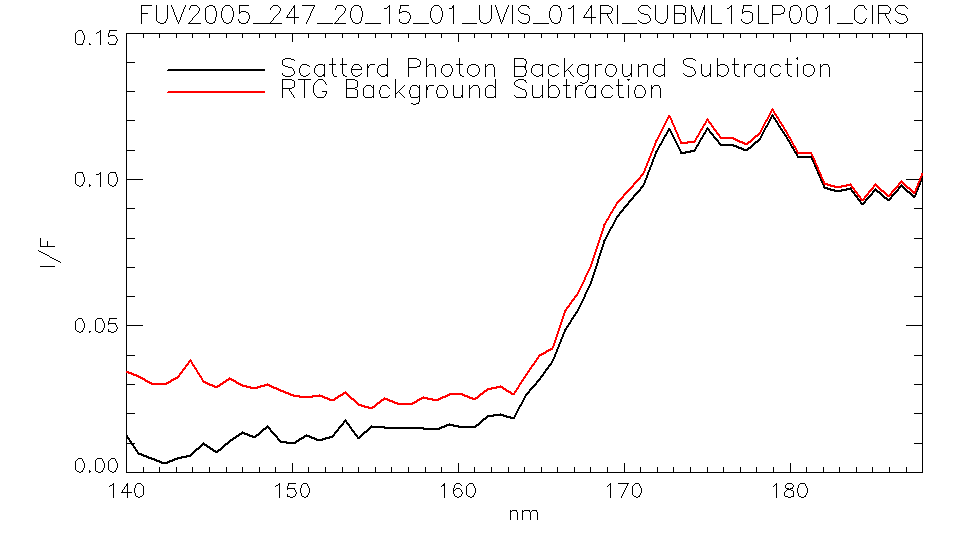 FUV2005_247_20_15_01_UVIS_014RI_SUBML15LP001_CIRS
0.15
Scatterd Photon Background Subtraction
RTG Background Subtraction
0.10
I/F
0.05
0.00
140 150 160 170 180
nm